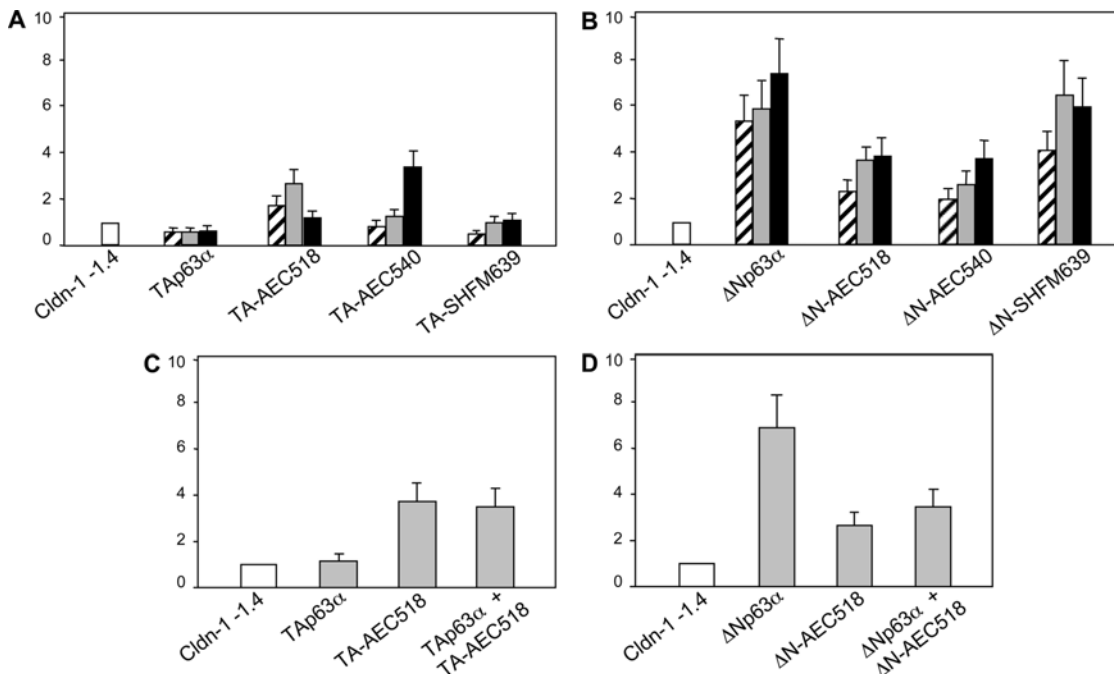 A
10
8
6
4
2
0
Cldn-1 -1.4
TAp63α
TA-AEC518
TA-AEC540
TA-SHFM639
B
10
8
6
4
2
0
Cldn-1 -1.4
ΔNp63α
ΔN-AEC518
ΔN-AEC540
ΔN-SHFM639
C
10
8
6
4
2
0
Cldn-1 -1.4
TAp63α
TA-AEC518
TAp63α +
TA-AEC518
D
10
8
6
4
2
0
Cldn-1 -1.4
ΔNp63α
ΔN-AEC518
ΔNp63α +
ΔN-AEC518